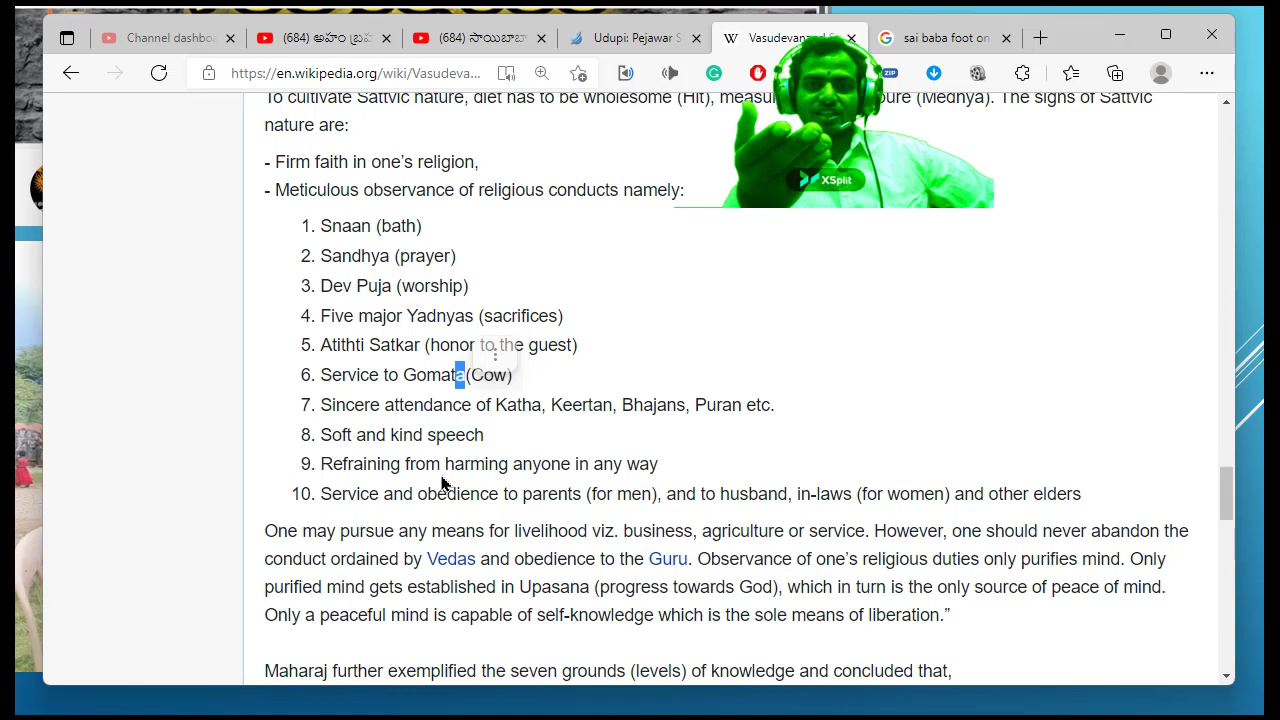 Channel dashbo
(684) అహం బ్రహ
(684) సాయిబాబా
Udupi: Pejawar S
Vasudevanand S
sai baba foot on
https://en.wikipedia.org/wiki/Vasudeva...
ZIP
To cultivate Sattvic nature, diet has to be wholesome (Hit), (Medhya). The signs of Sattvic
nature are:
- Firm faith in one's religion,
- Meticulous observance of religious conducts namely:
XSplit
1. Snaan (bath)
2. Sandhya (prayer)
3. Dev Puja (worship)
4. Five major Yadnyas (sacrifices)
5. Atithti Satkar (honor to the guest)
6. Service to Gomata (Cow)
7. Sincere attendance of Katha, Keertan, Bhajans, Puran etc.
8. Soft and kind speech
9. Refraining from harming anyone in any way
10. Service and obedience to parents (for men), and to husband, in-laws (for women) and other elders
One may pursue any means for livelihood viz. business, agriculture or service. However, one should never abandon the
conduct ordained by Vedas and obedience to the Guru. Observance of one's religious duties only purifies mind. Only
purified mind gets established in Upasana (progress towards God), which in turn is the only source of peace of mind.
Only a peaceful mind is capable of self-knowledge which is the sole means of liberation.”
Maharaj further exemplified the seven grounds (levels) of knowledge and concluded that,